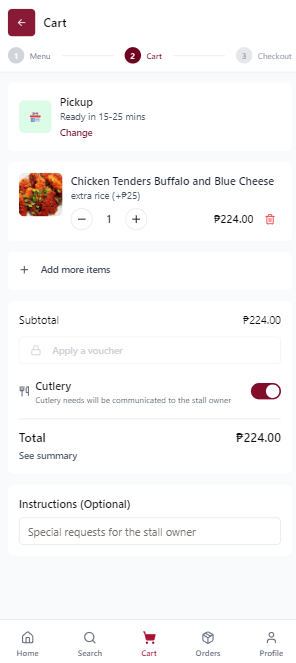 Cart
1 Menu 2 Cart 3 Checkout
Pickup
Ready in 15-25 mins
Change
Chicken Tenders Buffalo and Blue Cheese
extra rice (+₱25)
1 ₱224.00
Add more items
Subtotal ₱224.00
Apply a voucher
Cutlery
Cutlery needs will be communicated to the stall owner
Total ₱224.00
See summary
Instructions (Optional)
Special requests for the stall owner
Home Search Cart Orders Profile